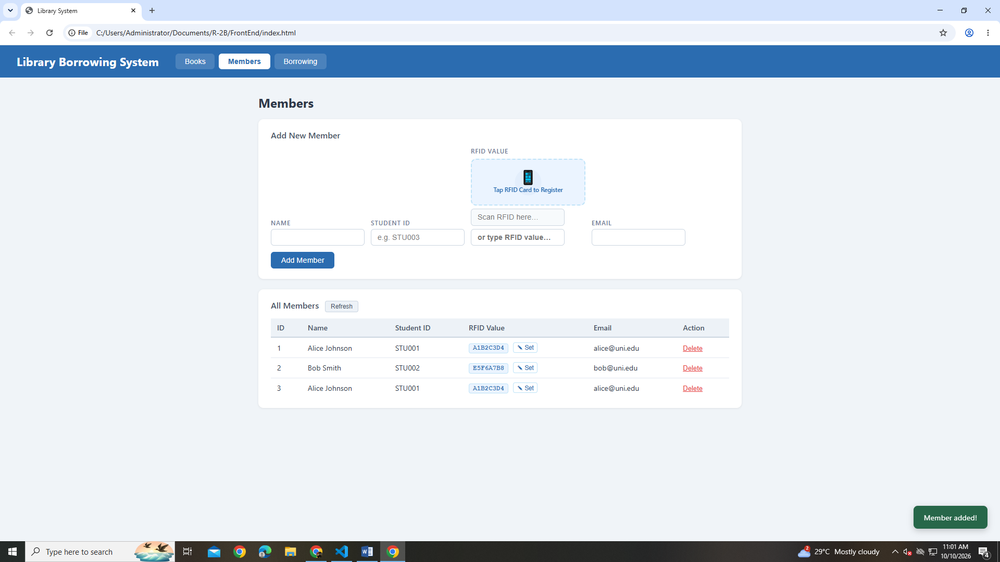 Library System
File
C:/Users/Administrator/Documents/R-2B/FrontEnd/index.html
Library Borrowing System
Books
Members
Borrowing
Members
Add New Member
RFID VALUE
Tap RFID Card to Register
Scan RFID here...
NAME
STUDENT ID
EMAIL
e.g. STU003
or type RFID value...
Add Member
All Members
Refresh
ID Name Student ID RFID Value Email Action
1 Alice Johnson STU001 A1B2C3D4 Set alice@uni.edu Delete
2 Bob Smith STU002 E5F6A7B8 Set bob@uni.edu Delete
3 Alice Johnson STU001 A1B2C3D4 Set alice@uni.edu Delete
Member added!
Type here to search
2
29°C Mostly cloudy
11:01 AM
10/10/2026
4